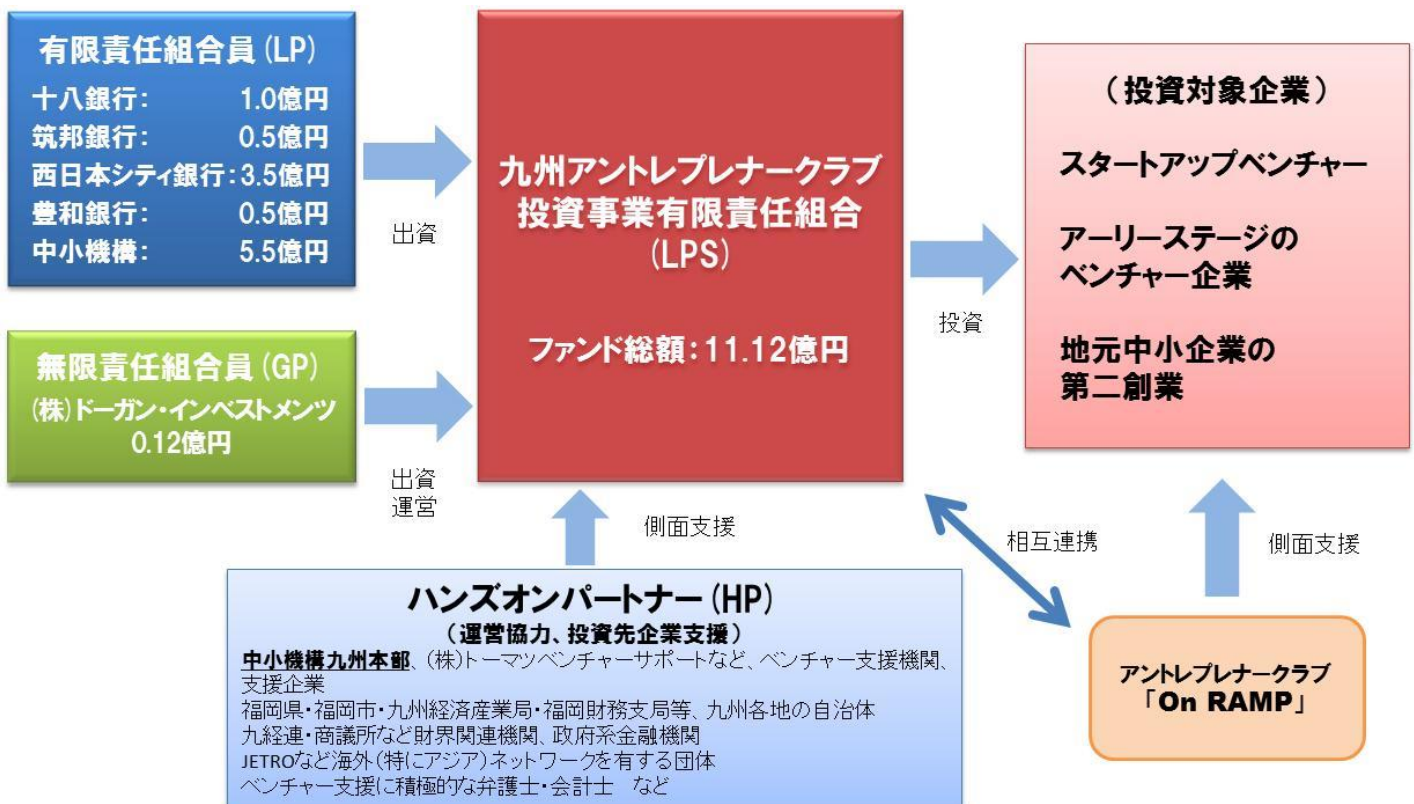 有限責任組合員(LP)
十八銀行： 1.0億円
筑邦銀行： 0.5億円
西日本シティ銀行：3.5億円
豊和銀行： 0.5億円
中小機構： 5.5億円
出資
無限責任組合員(GP)
(株)ドーガン・インベストメンツ
0.12億円
出資
運営
九州アントレプレナークラブ
投資事業有限責任組合
(LPS)
ファンド総額：11.12億円
投資
（投資対象企業）
スタートアップベンチャー
アーリーステージの
ベンチャー企業
地元中小企業の
第二創業
側面支援
相互連携
側面支援
ハンズオンパートナー(HP)
（運営協力、投資先企業支援）
中小機構九州本部、(株)トーマツベンチャーサポートなど、ベンチャー支援機関、
支援企業
福岡県・福岡市・九州経済産業局・福岡財務支局等、九州各地の自治体
九経連・商議所など財界関連機関、政府系金融機関
JETROなど海外(特にアジア)ネットワークを有する団体
ベンチャー支援に積極的な弁護士・会計士　など
アントレプレナークラブ
「On RAMP」